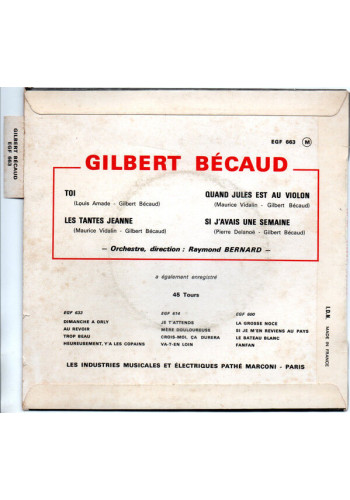 GILBERT BÉCAUD
EGF 663
EGF 663 M
GILBERT BÉCAUD
TOI
(Louis Amade - Gilbert Bécaud)
QUAND JULES EST AU VIOLON
(Maurice Vidalin - Gilbert Bécaud)
LES TANTES JEANNE
(Maurice Vidalin - Gilbert Bécaud)
SI J'AVAIS UNE SEMAINE
(Pierre Delanoë - Gilbert Bécaud)
— Orchestre, direction : Raymond BERNARD —
a également enregistré
45 Tours
EGF 633
DIMANCHE A ORLY
AU REVOIR
TROP BEAU
HEUREUSEMENT, Y'A LES COPAINS
EGF 614
JE T'ATTENDS
MÈRE DOULOUREUSE
CROIS-MOI, ÇA DURERA
VA-T-EN LOIN
EGF 600
LA GROSSE NOCE
SI JE M'EN REVIENS AU PAYS
LE BATEAU BLANC
FANFAN
LES INDUSTRIES MUSICALES ET ÉLECTRIQUES PATHÉ MARCONI - PARIS
I.D.N. MADE IN FRANCE